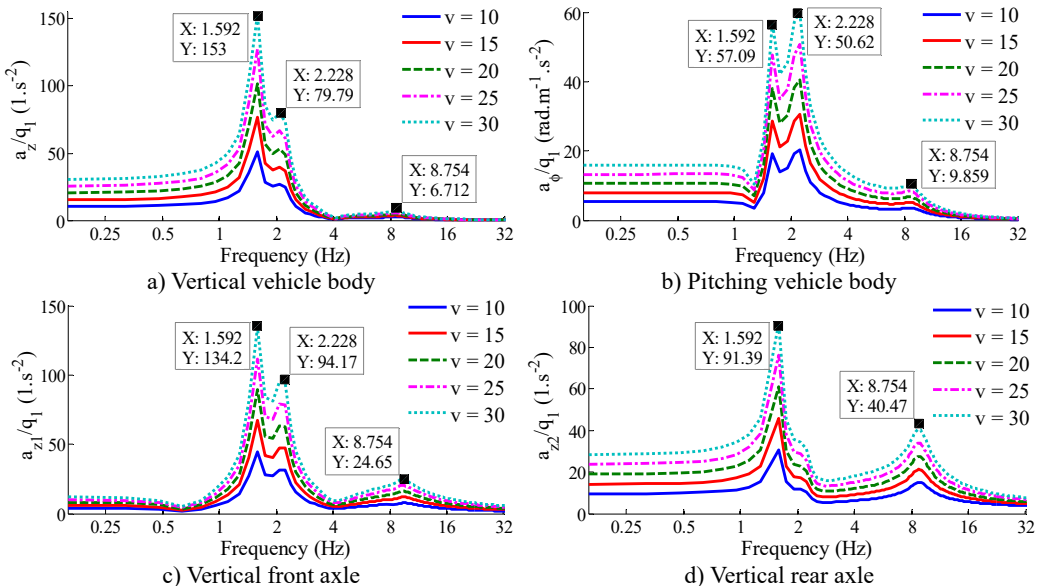 a_z/q_1 (1.s^-2)
150
100
50
0
0.25 0.5 1 2 4 8 16 32
Frequency (Hz)
X: 1.592
Y: 153
X: 2.228
Y: 79.79
X: 8.754
Y: 6.712
v = 10
v = 15
v = 20
v = 25
v = 30
a) Vertical vehicle body
a_ϕ/q_1 (rad.m^-1.s^-2)
60
40
20
0
0.25 0.5 1 2 4 8 16 32
Frequency (Hz)
X: 1.592
Y: 57.09
X: 2.228
Y: 50.62
X: 8.754
Y: 9.859
v = 10
v = 15
v = 20
v = 25
v = 30
b) Pitching vehicle body
a_z1/q_1 (1.s^-2)
150
100
50
0
0.25 0.5 1 2 4 8 16 32
Frequency (Hz)
X: 1.592
Y: 134.2
X: 2.228
Y: 94.17
X: 8.754
Y: 24.65
v = 10
v = 15
v = 20
v = 25
v = 30
c) Vertical front axle
a_z2/q_1 (1.s^-2)
100
80
60
40
20
0
0.25 0.5 1 2 4 8 16 32
Frequency (Hz)
X: 1.592
Y: 91.39
X: 8.754
Y: 40.47
v = 10
v = 15
v = 20
v = 25
v = 30
d) Vertical rear axle